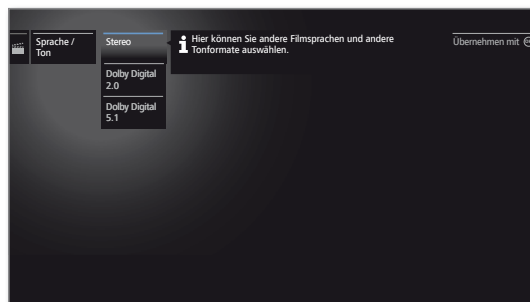 Sprache /
Ton
Stereo
Dolby Digital
2.0
Dolby Digital
5.1
Hier können Sie andere Filmsprachen und andere
Tonformate auswählen.
Übernehmen mit